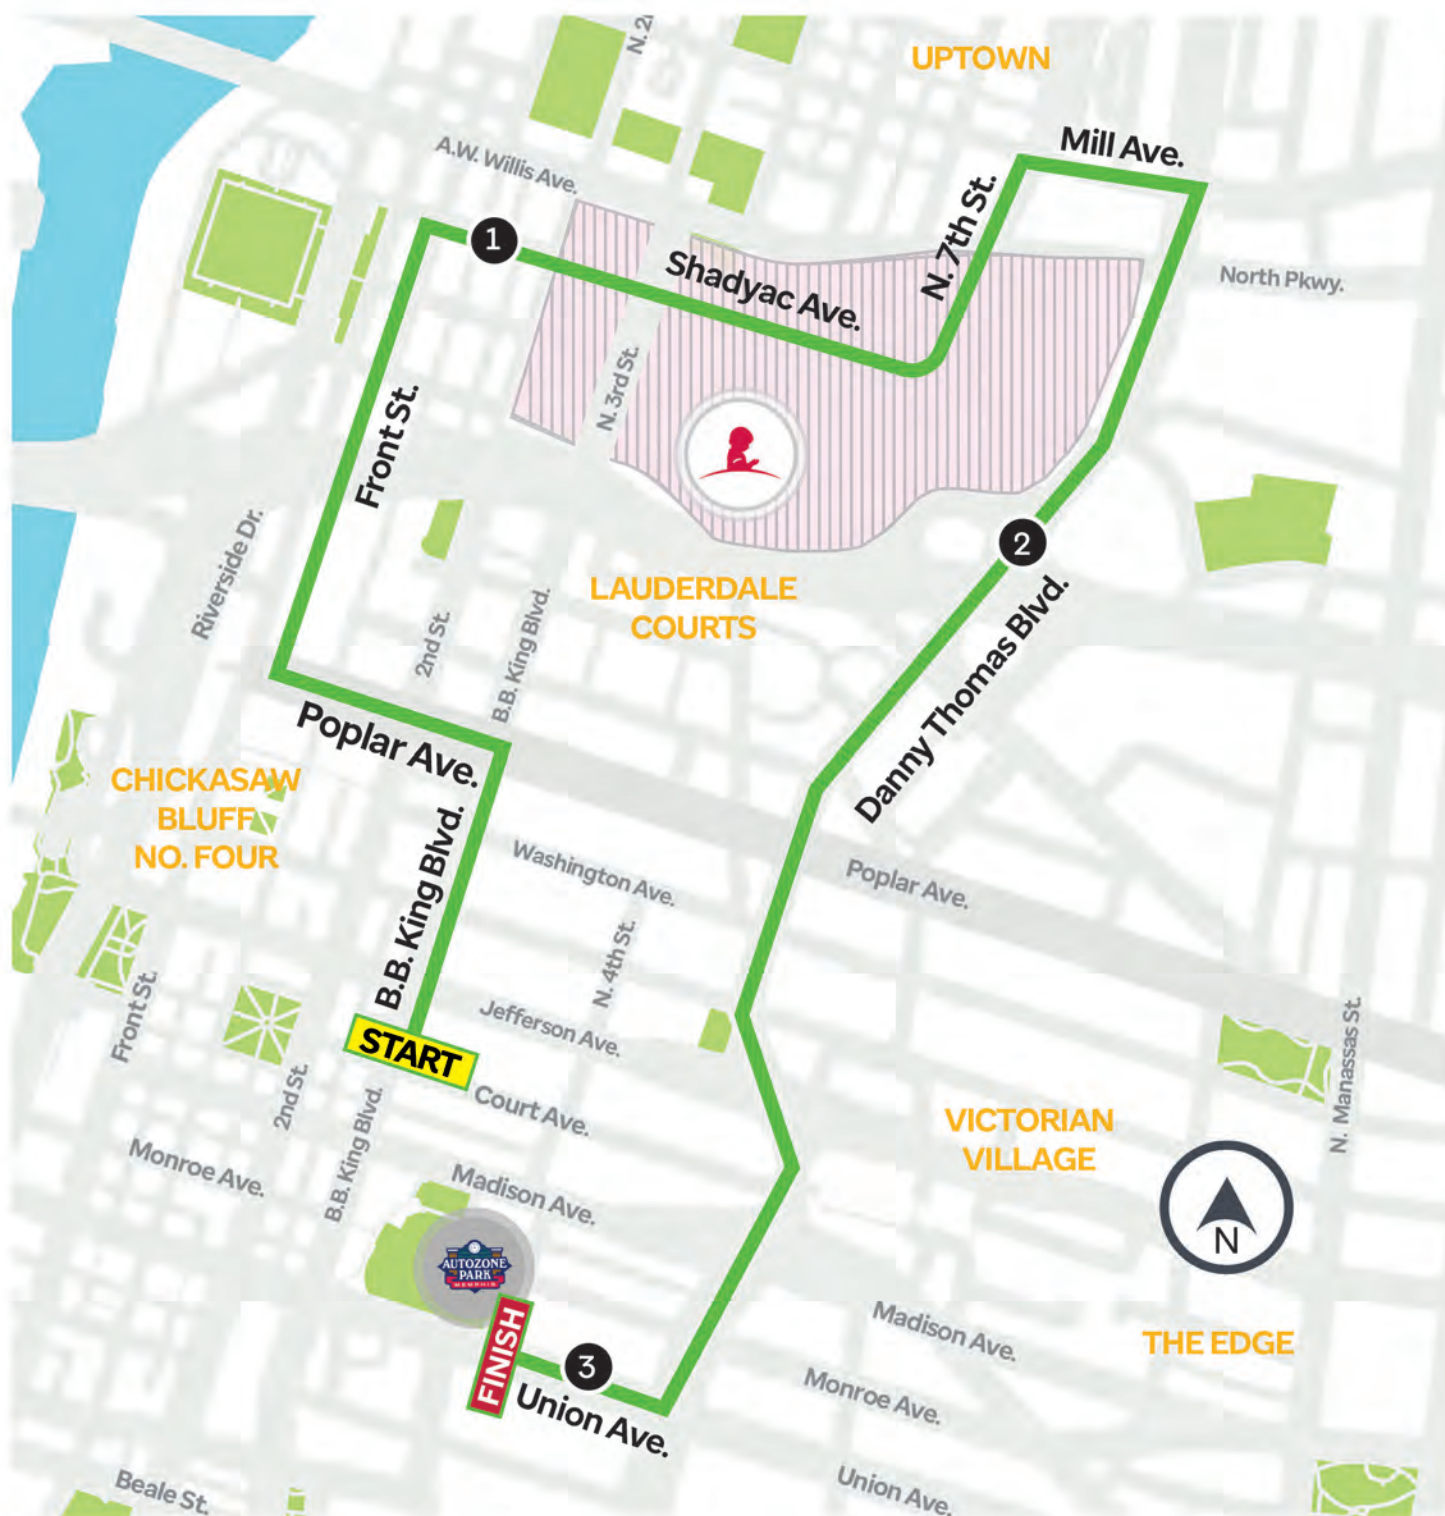 N. 2
UPTOWN
Mill Ave.
A.W. Willis Ave.
N. 7th St.
1
Shadyac Ave.
North Pkwy.
N. 3rd St.
Front St.
2
Riverside Dr.
LAUDERDALE
COURTS
2nd St.
B.B. King Blvd.
Danny Thomas Blvd.
Poplar Ave.
CHICKASAW
BLUFF
NO. FOUR
B.B. King Blvd.
Washington Ave.
Poplar Ave.
N. 4th St.
Front St.
Jefferson Ave.
START
N. Manassas St.
2nd St.
Court Ave.
B.B. King Blvd.
VICTORIAN
VILLAGE
Monroe Ave.
Madison Ave.
N
AUTOZONE
PARK
MEMPHIS
FINISH
3
Union Ave.
Madison Ave.
THE EDGE
Monroe Ave.
Beale St.
Union Ave.